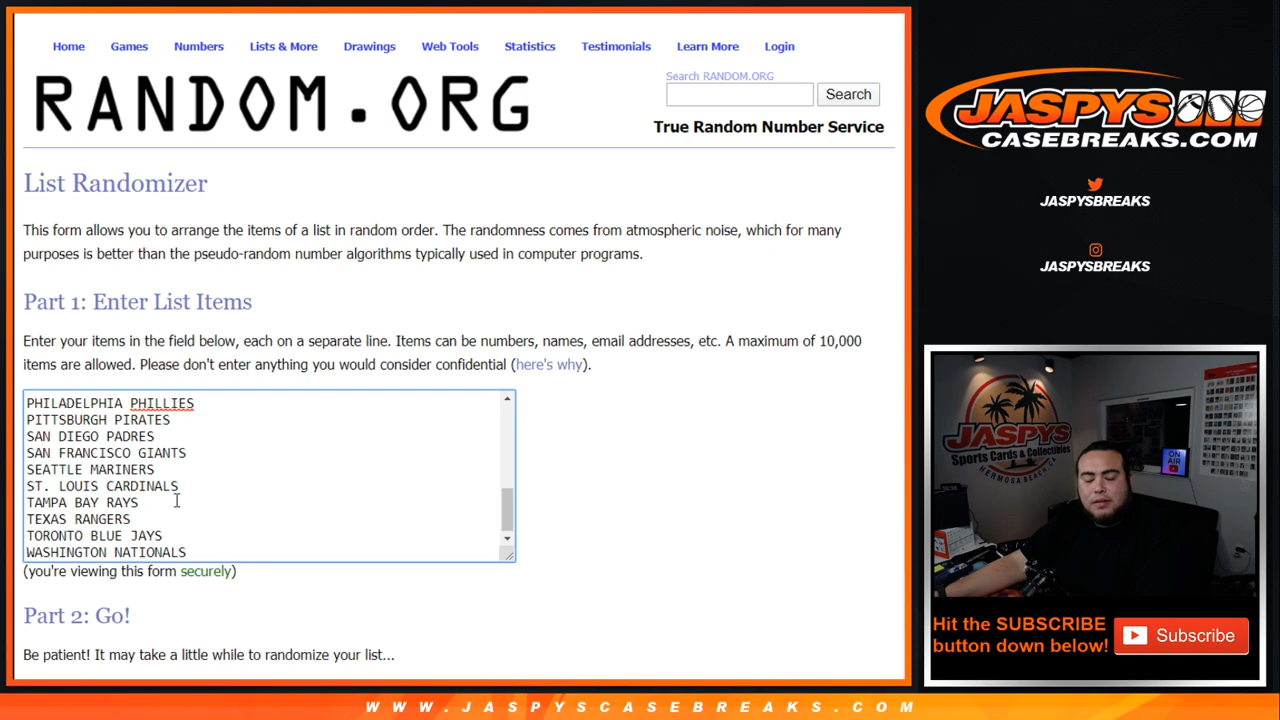 Home Games Numbers Lists & More Drawings Web Tools Statistics Testimonials Learn More Login
RANDOM.ORG
Search RANDOM.ORG
Search
True Random Number Service
List Randomizer
This form allows you to arrange the items of a list in random order. The randomness comes from atmospheric noise, which for many
purposes is better than the pseudo-random number algorithms typically used in computer programs.
Part 1: Enter List Items
Enter your items in the field below, each on a separate line. Items can be numbers, names, email addresses, etc. A maximum of 10,000
items are allowed. Please don't enter anything you would consider confidential (here's why).
PHILADELPHIA PHILLIES
PITTSBURGH PIRATES
SAN DIEGO PADRES
SAN FRANCISCO GIANTS
SEATTLE MARINERS
ST. LOUIS CARDINALS
TAMPA BAY RAYS
TEXAS RANGERS
TORONTO BLUE JAYS
WASHINGTON NATIONALS
(you're viewing this form securely)
Part 2: Go!
Be patient! It may take a little while to randomize your list...
JASPYS
CASEBREAKS.COM
JASPYSBREAKS
JASPYSBREAKS
JASPYS
Sports Cards & Collectibles
HERMOSA BEACH, CA
ON
AIR
Hit the SUBSCRIBE
button down below!
Subscribe
WWW.JASPYSCASEBREAKS.COM